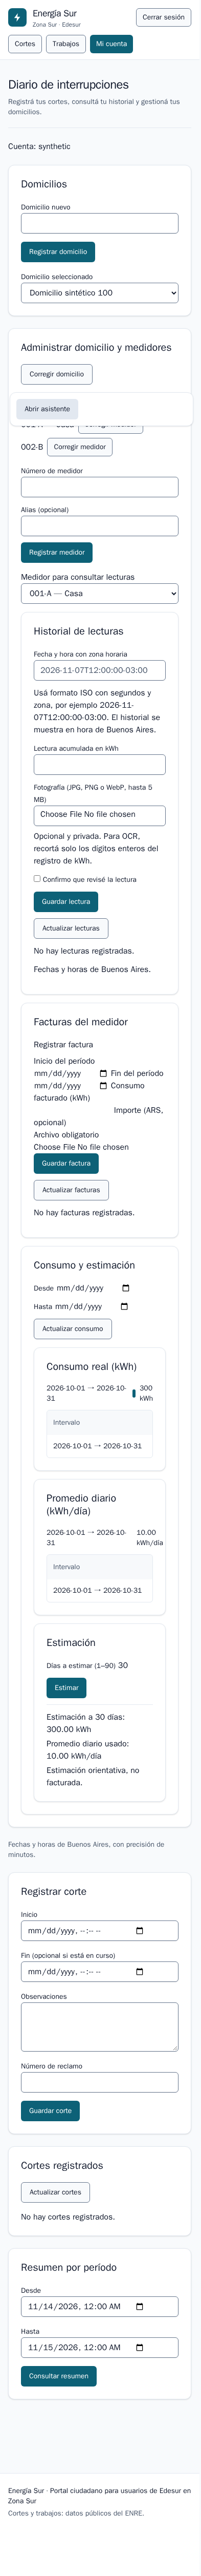 Energía Sur
Zona Sur · Edesur
Cerrar sesión
Cortes
Trabajos
Mi cuenta
Diario de interrupciones
Registrá tus cortes, consultá tu historial y gestioná tus
domicilios.
Cuenta: synthetic
Domicilios
Domicilio nuevo
Registrar domicilio
Domicilio seleccionado
Domicilio sintético 100
Administrar domicilio y medidores
Corregir domicilio
Abrir asistente
002-B
Corregir medidor
Número de medidor
Alias (opcional)
Registrar medidor
Medidor para consultar lecturas
001-A — Casa
Historial de lecturas
Fecha y hora con zona horaria
2026-11-07T12:00:00-03:00
Usá formato ISO con segundos y
zona, por ejemplo 2026-11-
07T12:00:00-03:00. El historial se
muestra en hora de Buenos Aires.
Lectura acumulada en kWh
Fotografía (JPG, PNG o WebP, hasta 5
MB)
Choose File No file chosen
Opcional y privada. Para OCR,
recortá solo los dígitos enteros del
registro de kWh.
Confirmo que revisé la lectura
Guardar lectura
Actualizar lecturas
No hay lecturas registradas.
Fechas y horas de Buenos Aires.
Facturas del medidor
Registrar factura
Inicio del período
mm/dd/yyyy Fin del período
mm/dd/yyyy Consumo
facturado (kWh)
Importe (ARS,
opcional)
Archivo obligatorio
Choose File No file chosen
Guardar factura
Actualizar facturas
No hay facturas registradas.
Consumo y estimación
Desde mm/dd/yyyy
Hasta mm/dd/yyyy
Actualizar consumo
Consumo real (kWh)
2026-10-01 → 2026-10-
31
300
kWh
Intervalo
2026-10-01 → 2026-10-31
Promedio diario
(kWh/día)
2026-10-01 → 2026-10-
31
10.00
kWh/día
Intervalo
2026-10-01 → 2026-10-31
Estimación
Días a estimar (1–90) 30
Estimar
Estimación a 30 días:
300.00 kWh
Promedio diario usado:
10.00 kWh/día
Estimación orientativa, no
facturada.
Fechas y horas de Buenos Aires, con precisión de
minutos.
Registrar corte
Inicio
mm/dd/yyyy, --:-- --
Fin (opcional si está en curso)
mm/dd/yyyy, --:-- --
Observaciones
Número de reclamo
Guardar corte
Cortes registrados
Actualizar cortes
No hay cortes registrados.
Resumen por período
Desde
11/14/2026, 12:00 AM
Hasta
11/15/2026, 12:00 AM
Consultar resumen
Energía Sur · Portal ciudadano para usuarios de Edesur en
Zona Sur
Cortes y trabajos: datos públicos del ENRE.